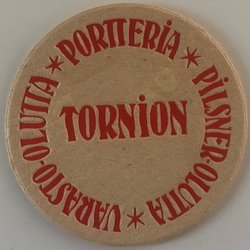 PORTTERIA * PILSNER-OLUTTA * VARASTO-OLUTTA *
TORNION